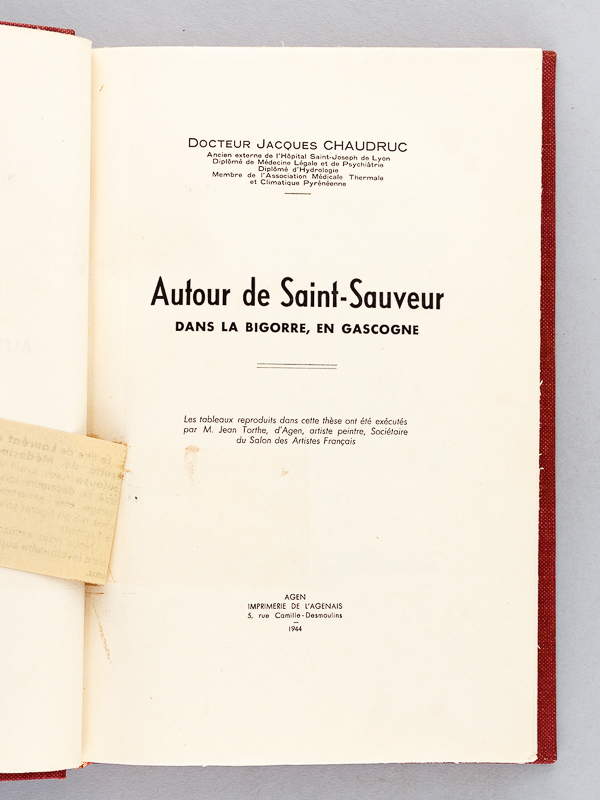 DOCTEUR JACQUES CHAUDRUC
Ancien externe de l'Hôpital Saint-Joseph de Lyon
Diplômé de Médecine Légale et de Psychiâtrie
Diplômé d'Hydrologie
Membre de l'Association Médicale Thermale
et Climatique Pyrénéenne
Autour de Saint-Sauveur
DANS LA BIGORRE, EN GASCOGNE
Les tableaux reproduits dans cette thèse ont été exécutés
par M. Jean Torthe, d'Agen, artiste peintre, Sociétaire
du Salon des Artistes Français
AGEN
IMPRIMERIE DE L'AGENAIS
5, rue Camille-Desmoulins
1944